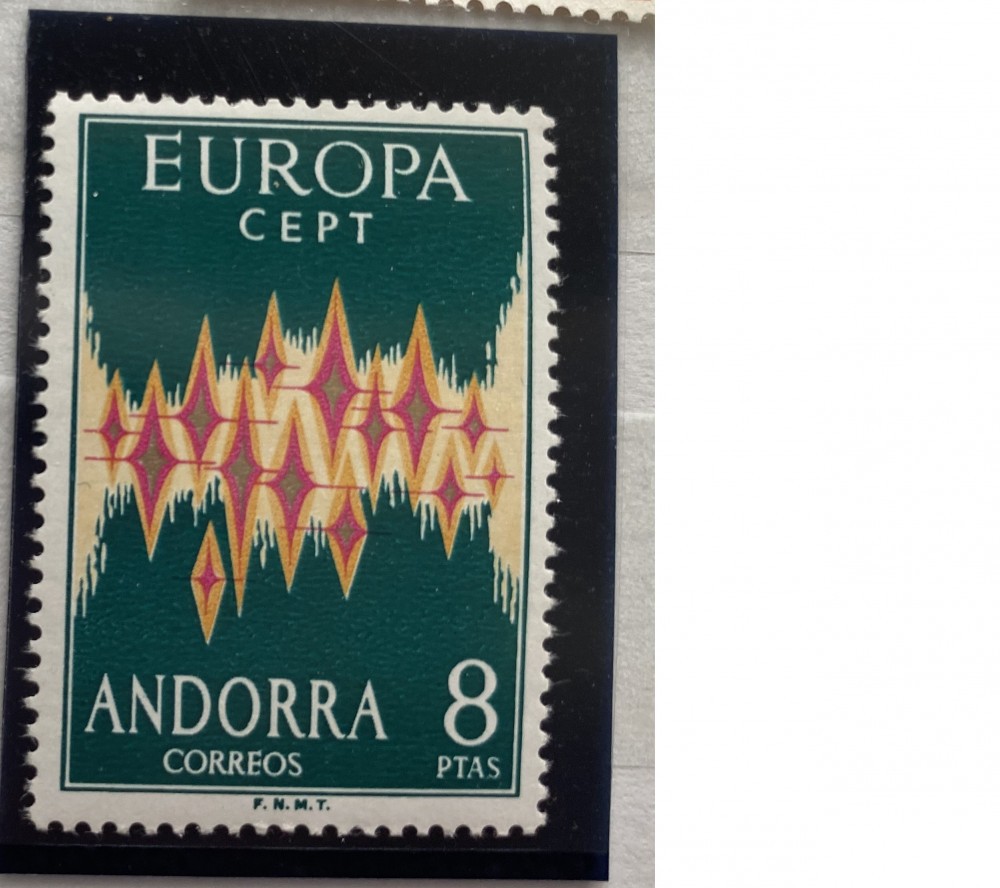 EUROPA
CEPT
ANDORRA 8
CORREOS PTAS
F. N. M. T.